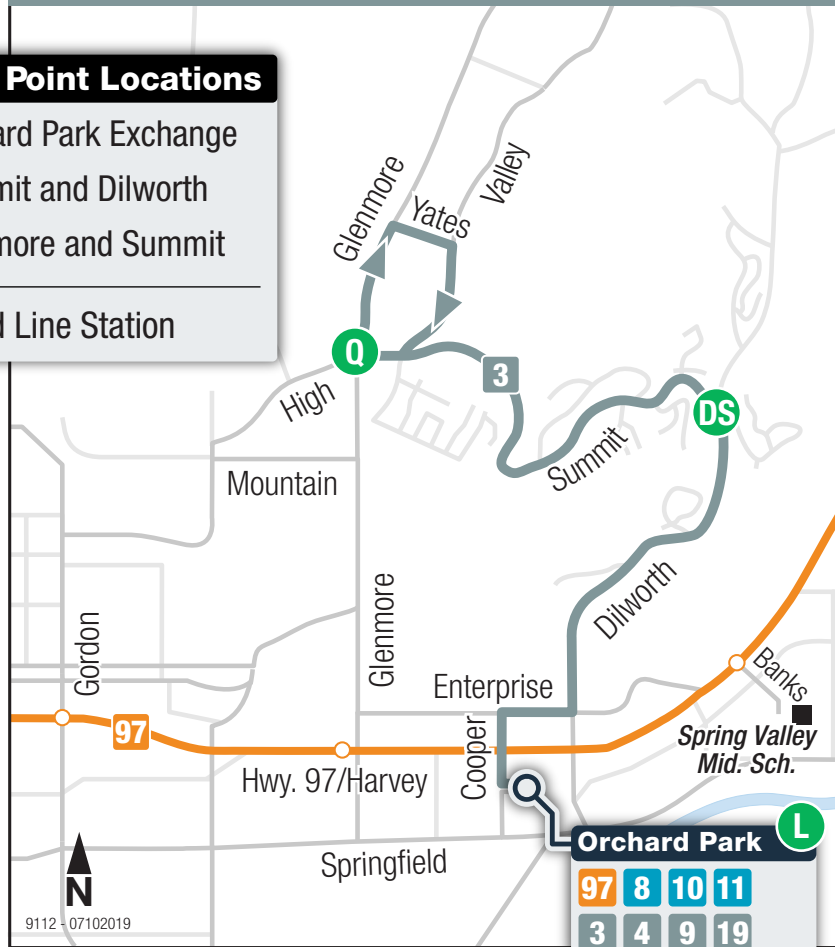 Point Locations
ard Park Exchange
mit and Dilworth
more and Summit
d Line Station
Glenmore
Yates
Valley
Q
3
High
DS
Summit
Mountain
Dilworth
Glenmore
Gordon
Enterprise
Banks
97
Cooper
Spring Valley
Mid. Sch.
Hwy. 97/Harvey
L
Orchard Park
Springfield
97 8 10 11
N
3 4 9 19
9112 - 07102019